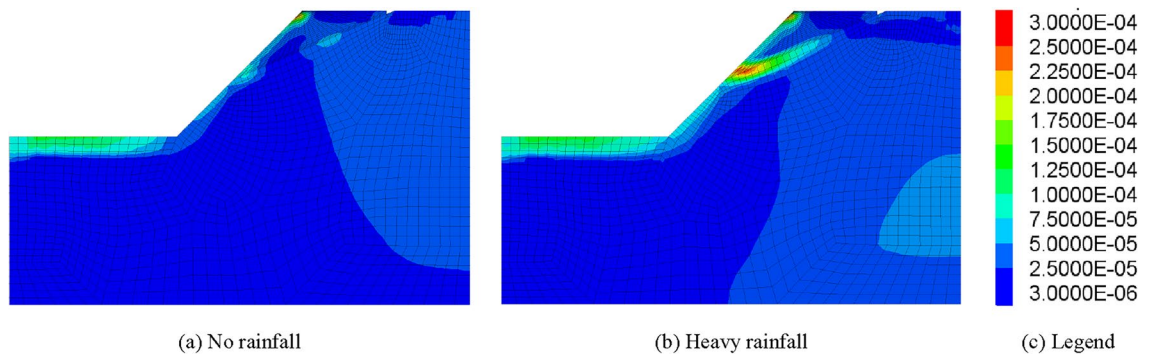 3.0000E-04
2.5000E-04
2.2500E-04
2.0000E-04
1.7500E-04
1.5000E-04
1.2500E-04
1.0000E-04
7.5000E-05
5.0000E-05
2.5000E-05
3.0000E-06
(a) No rainfall
(b) Heavy rainfall
(c) Legend